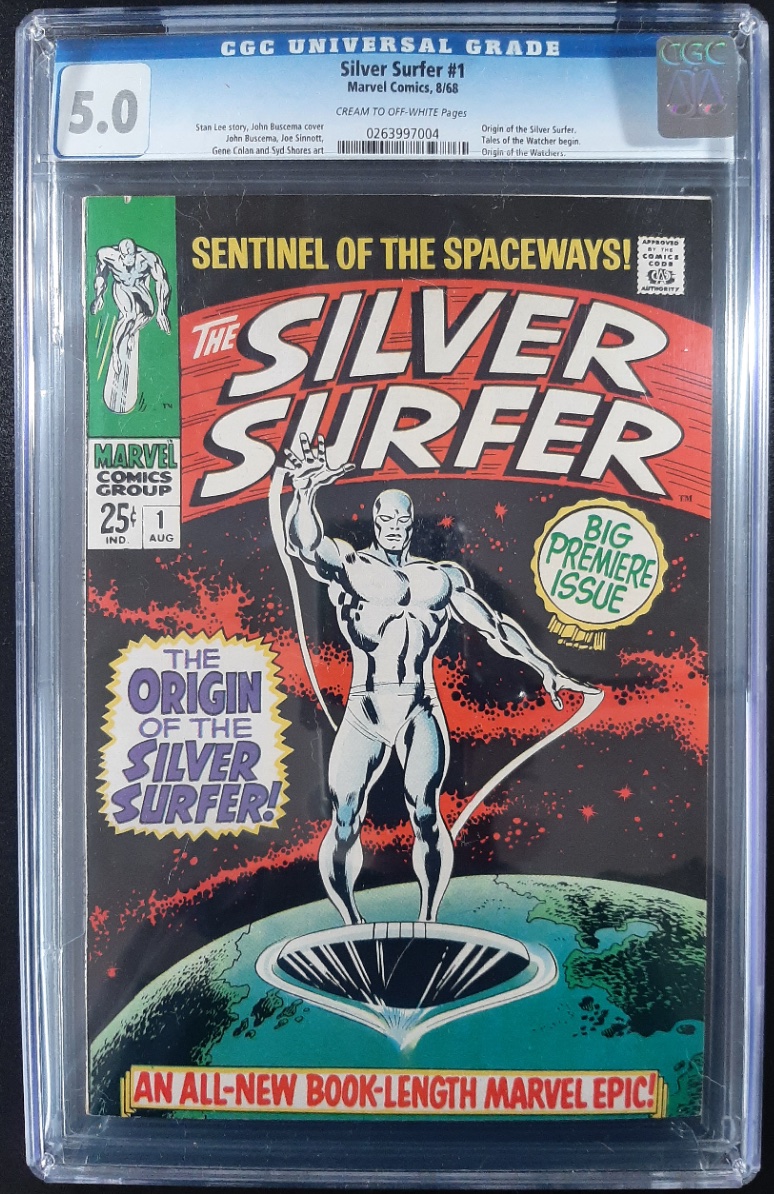 CGC UNIVERSAL GRADE
5.0
Silver Surfer #1
Marvel Comics, 8/68
CREAM TO OFF-WHITE Pages
Stan Lee story, John Buscema cover
John Buscema, Joe Sinnott,
Gene Colan and Syd Shores art
0263997004
Origin of the Silver Surfer.
Tales of the Watcher begin.
Origin of the Watchers.
CGC
SENTINEL OF THE SPACEWAYS!
APPROVED
BY THE
COMICS
CODE
AUTHORITY
THE
SILVER
SURFER
TM
TM
MARVEL
COMICS
GROUP
25¢
IND.
1
AUG
BIG
PREMIERE
ISSUE
THE
ORIGIN
OF THE
SILVER
SURFER!
AN ALL-NEW BOOK-LENGTH MARVEL EPIC!